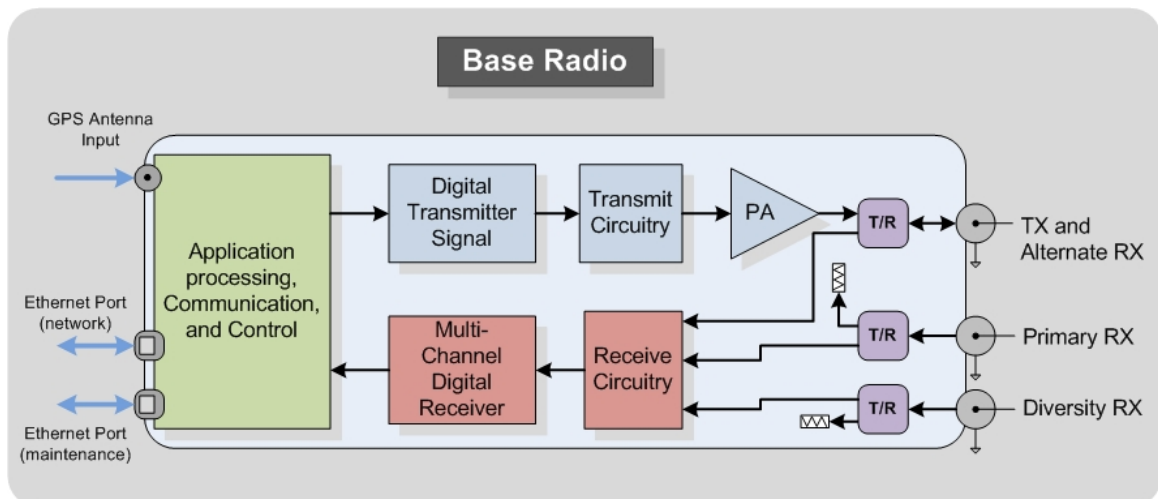 Base Radio
GPS Antenna
Input
Ethernet Port
(network)
Ethernet Port
(maintenance)
Application
processing,
Communication,
and Control
Digital
Transmitter
Signal
Transmit
Circuitry
PA
T/R
TX and
Alternate RX
Multi-
Channel
Digital
Receiver
Receive
Circuitry
T/R
Primary RX
T/R
Diversity RX